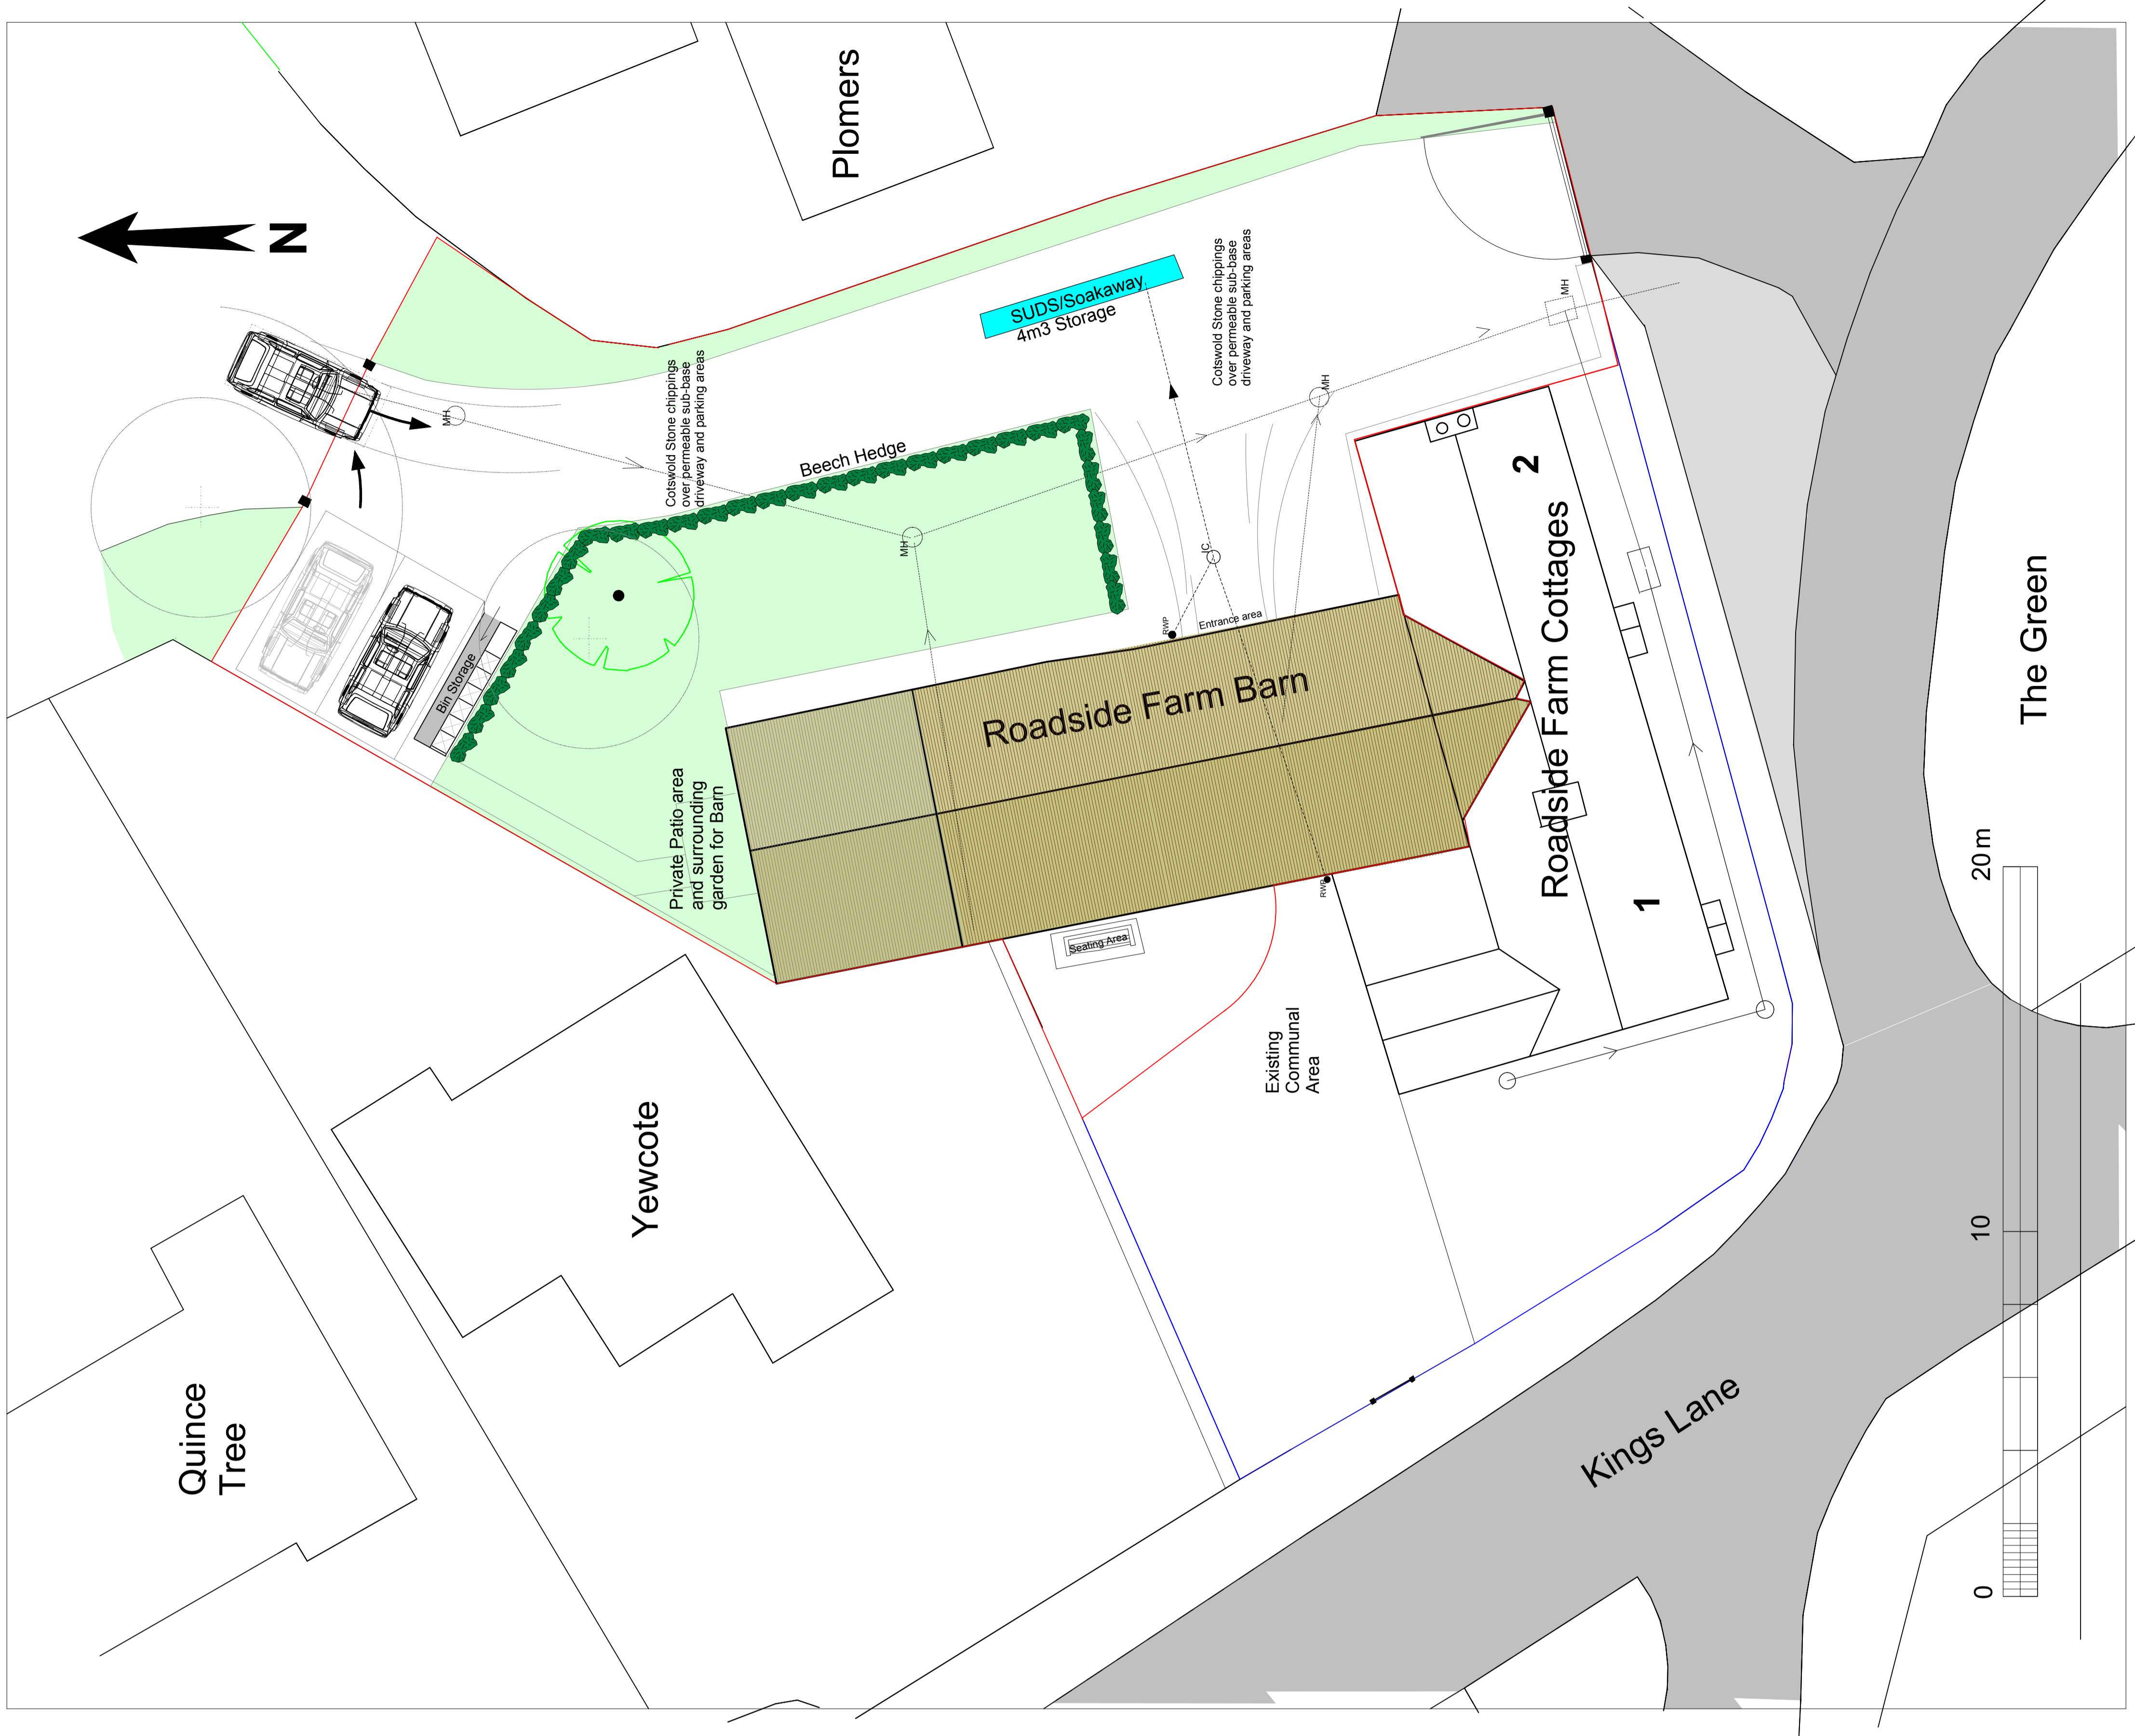 N
Plomers
SUDS/Soakaway
4m3 Storage
Cotswold Stone chippings
over permeable sub-base
driveway and parking areas
Cotswold Stone chippings
over permeable sub-base
driveway and parking areas
MH
MH
MH
MH
Beech Hedge
Bin Storage
IC
RWP
Entrance area
Roadside Farm Barn
Private Patio area
and surrounding
garden for Barn
RWP
Seating Area
2
Roadside Farm Cottages
1
Existing
Communal
Area
The Green
Yewcote
Quince
Tree
Kings Lane
20m
10
0